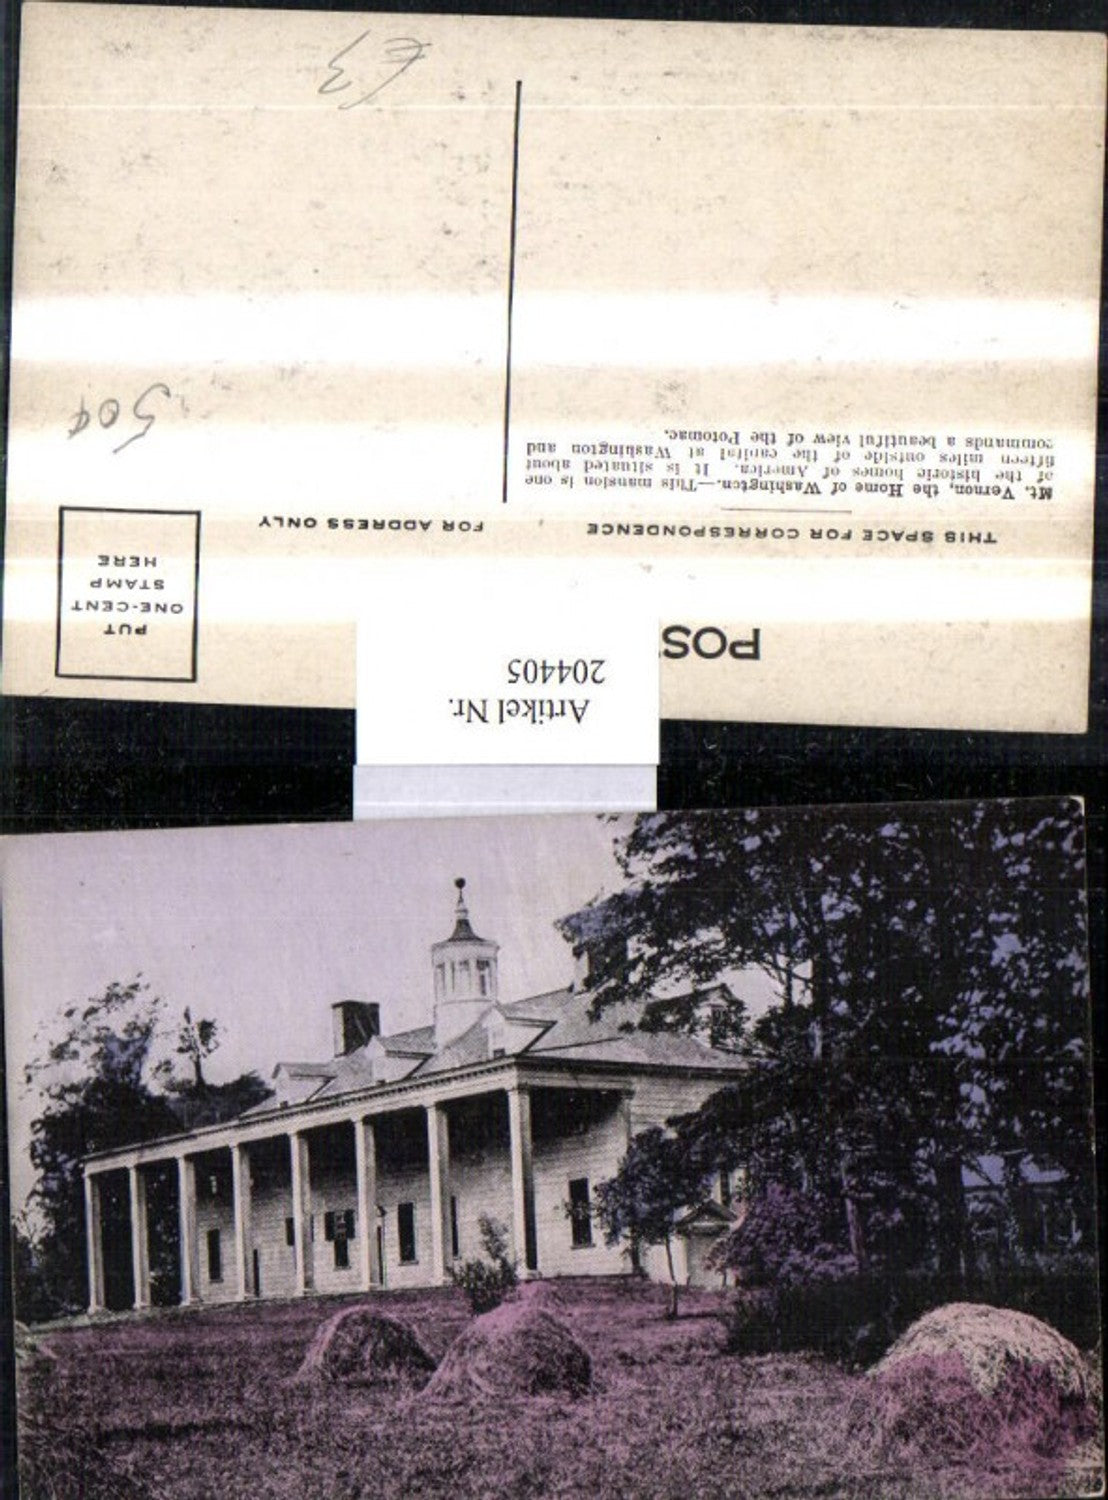 POS
THIS SPACE FOR CORRESPONDENCE
FOR ADDRESS ONLY
PUT
ONE-CENT
STAMP
HERE
Mt. Vernon, the Home of Washington.—This mansion is one
of the historic homes of America. It is situated about
fifteen miles outside of the capital at Washington and
commands a beautiful view of the Potomac.
504
€3
Artikel Nr.
204405